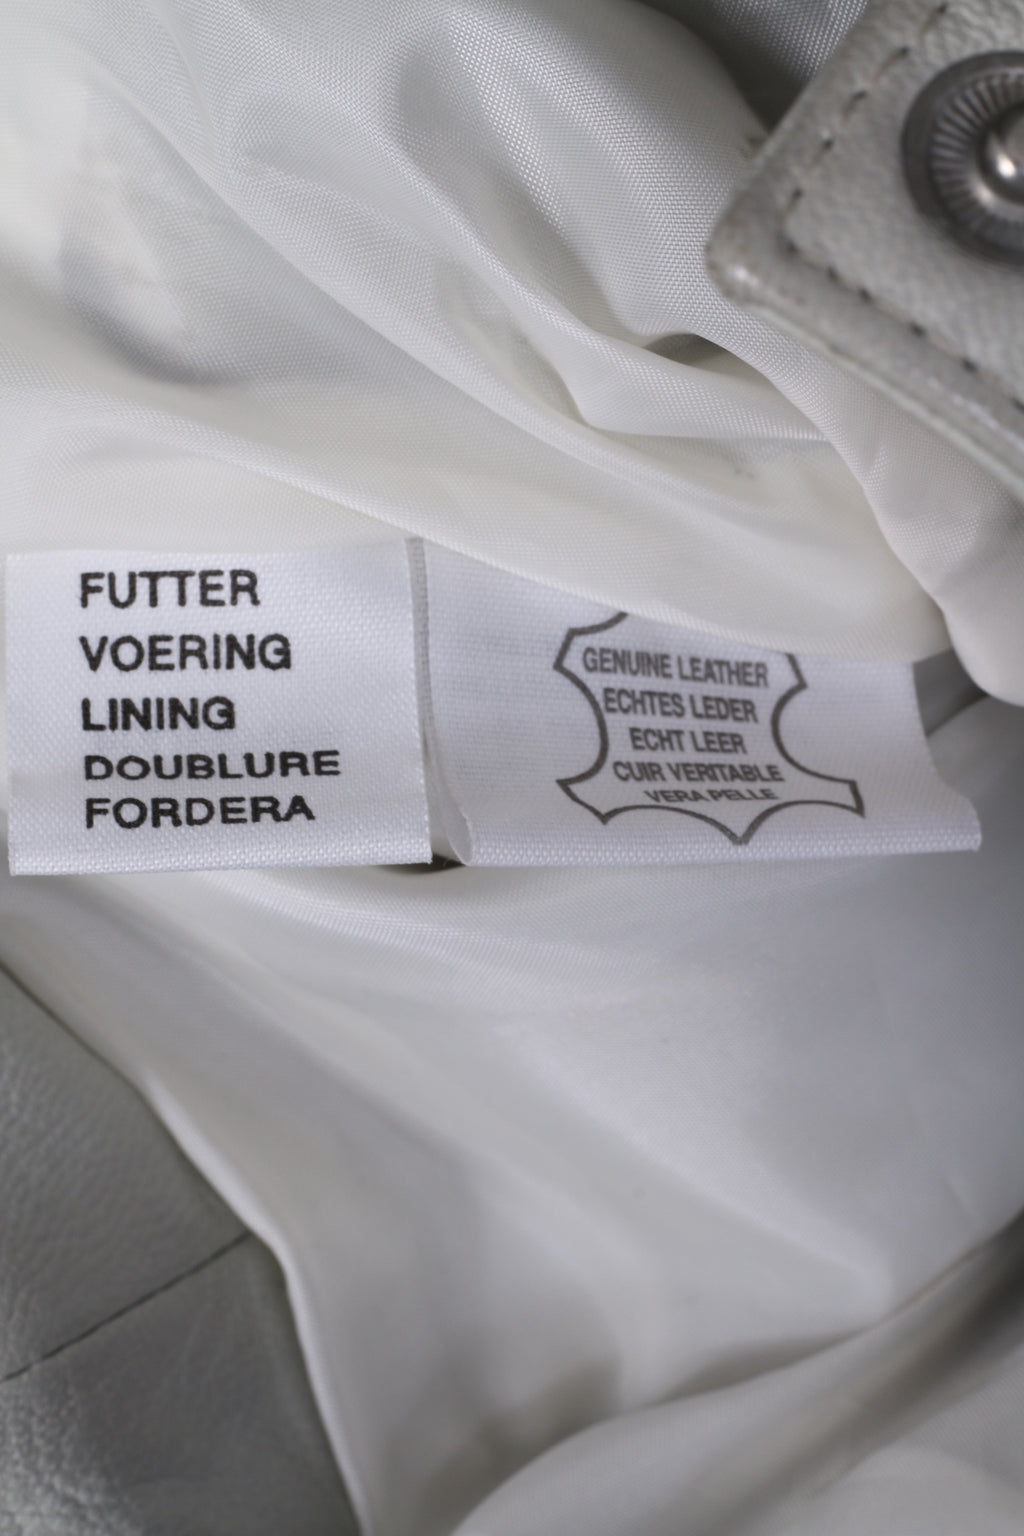 FUTTER
VOERING
LINING
DOUBLURE
FORDERA
GENUINE LEATHER
ECHTES LEDER
ECHT LEER
CUIR VERITABLE
VERA PELLE